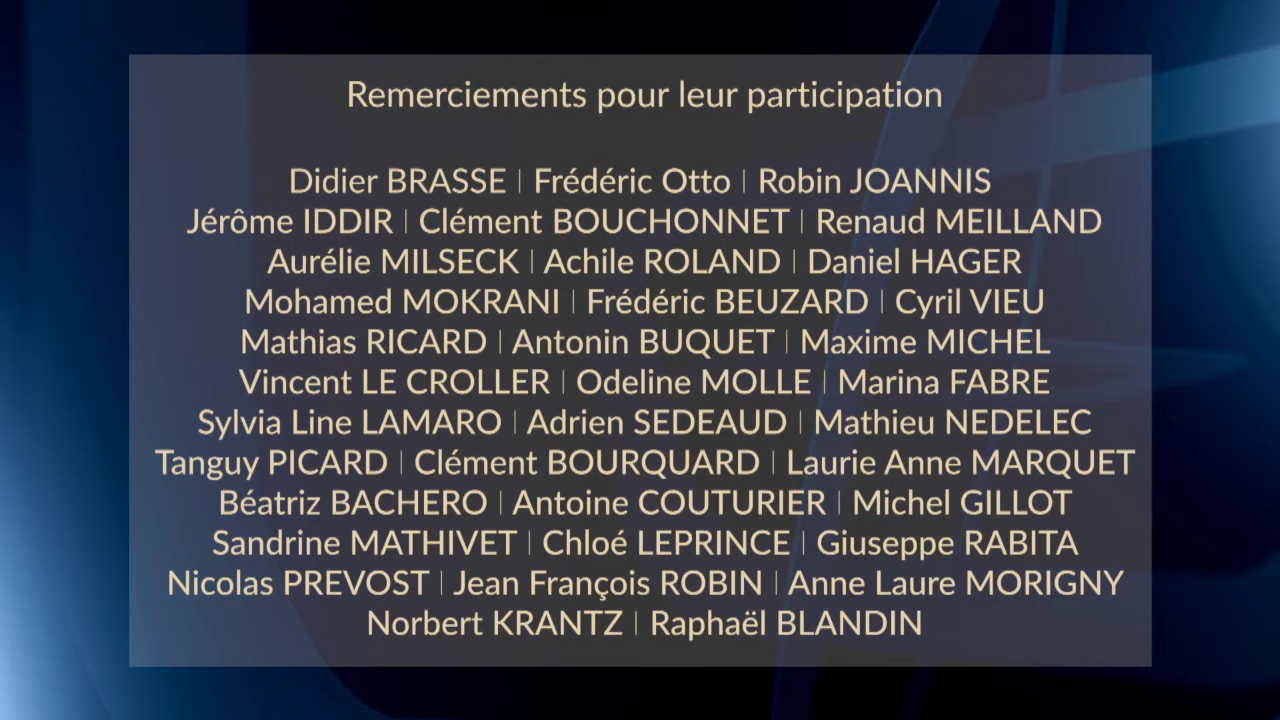 Remerciements pour leur participation
Didier BRASSE | Frédéric Otto | Robin JOANNIS
Jérôme IDDIR | Clément BOUCHONNET | Renaud MEILLAND
Aurélie MILSECK | Achile ROLAND | Daniel HAGER
Mohamed MOKRANI | Frédéric BEUZARD | Cyril VIEU
Mathias RICARD | Antonin BUQUET | Maxime MICHEL
Vincent LE CROLLER | Odeline MOLLE | Marina FABRE
Sylvia Line LAMARO | Adrien SEDEAUD | Mathieu NEDELEC
Tanguy PICARD | Clément BOURQUARD | Laurie Anne MARQUET
Béatriz BACHERO | Antoine COUTURIER | Michel GILLOT
Sandrine MATHIVET | Chloé LEPRINCE | Giuseppe RABITA
Nicolas PREVOST | Jean François ROBIN | Anne Laure MORIGNY
Norbert KRANTZ | Raphaël BLANDIN